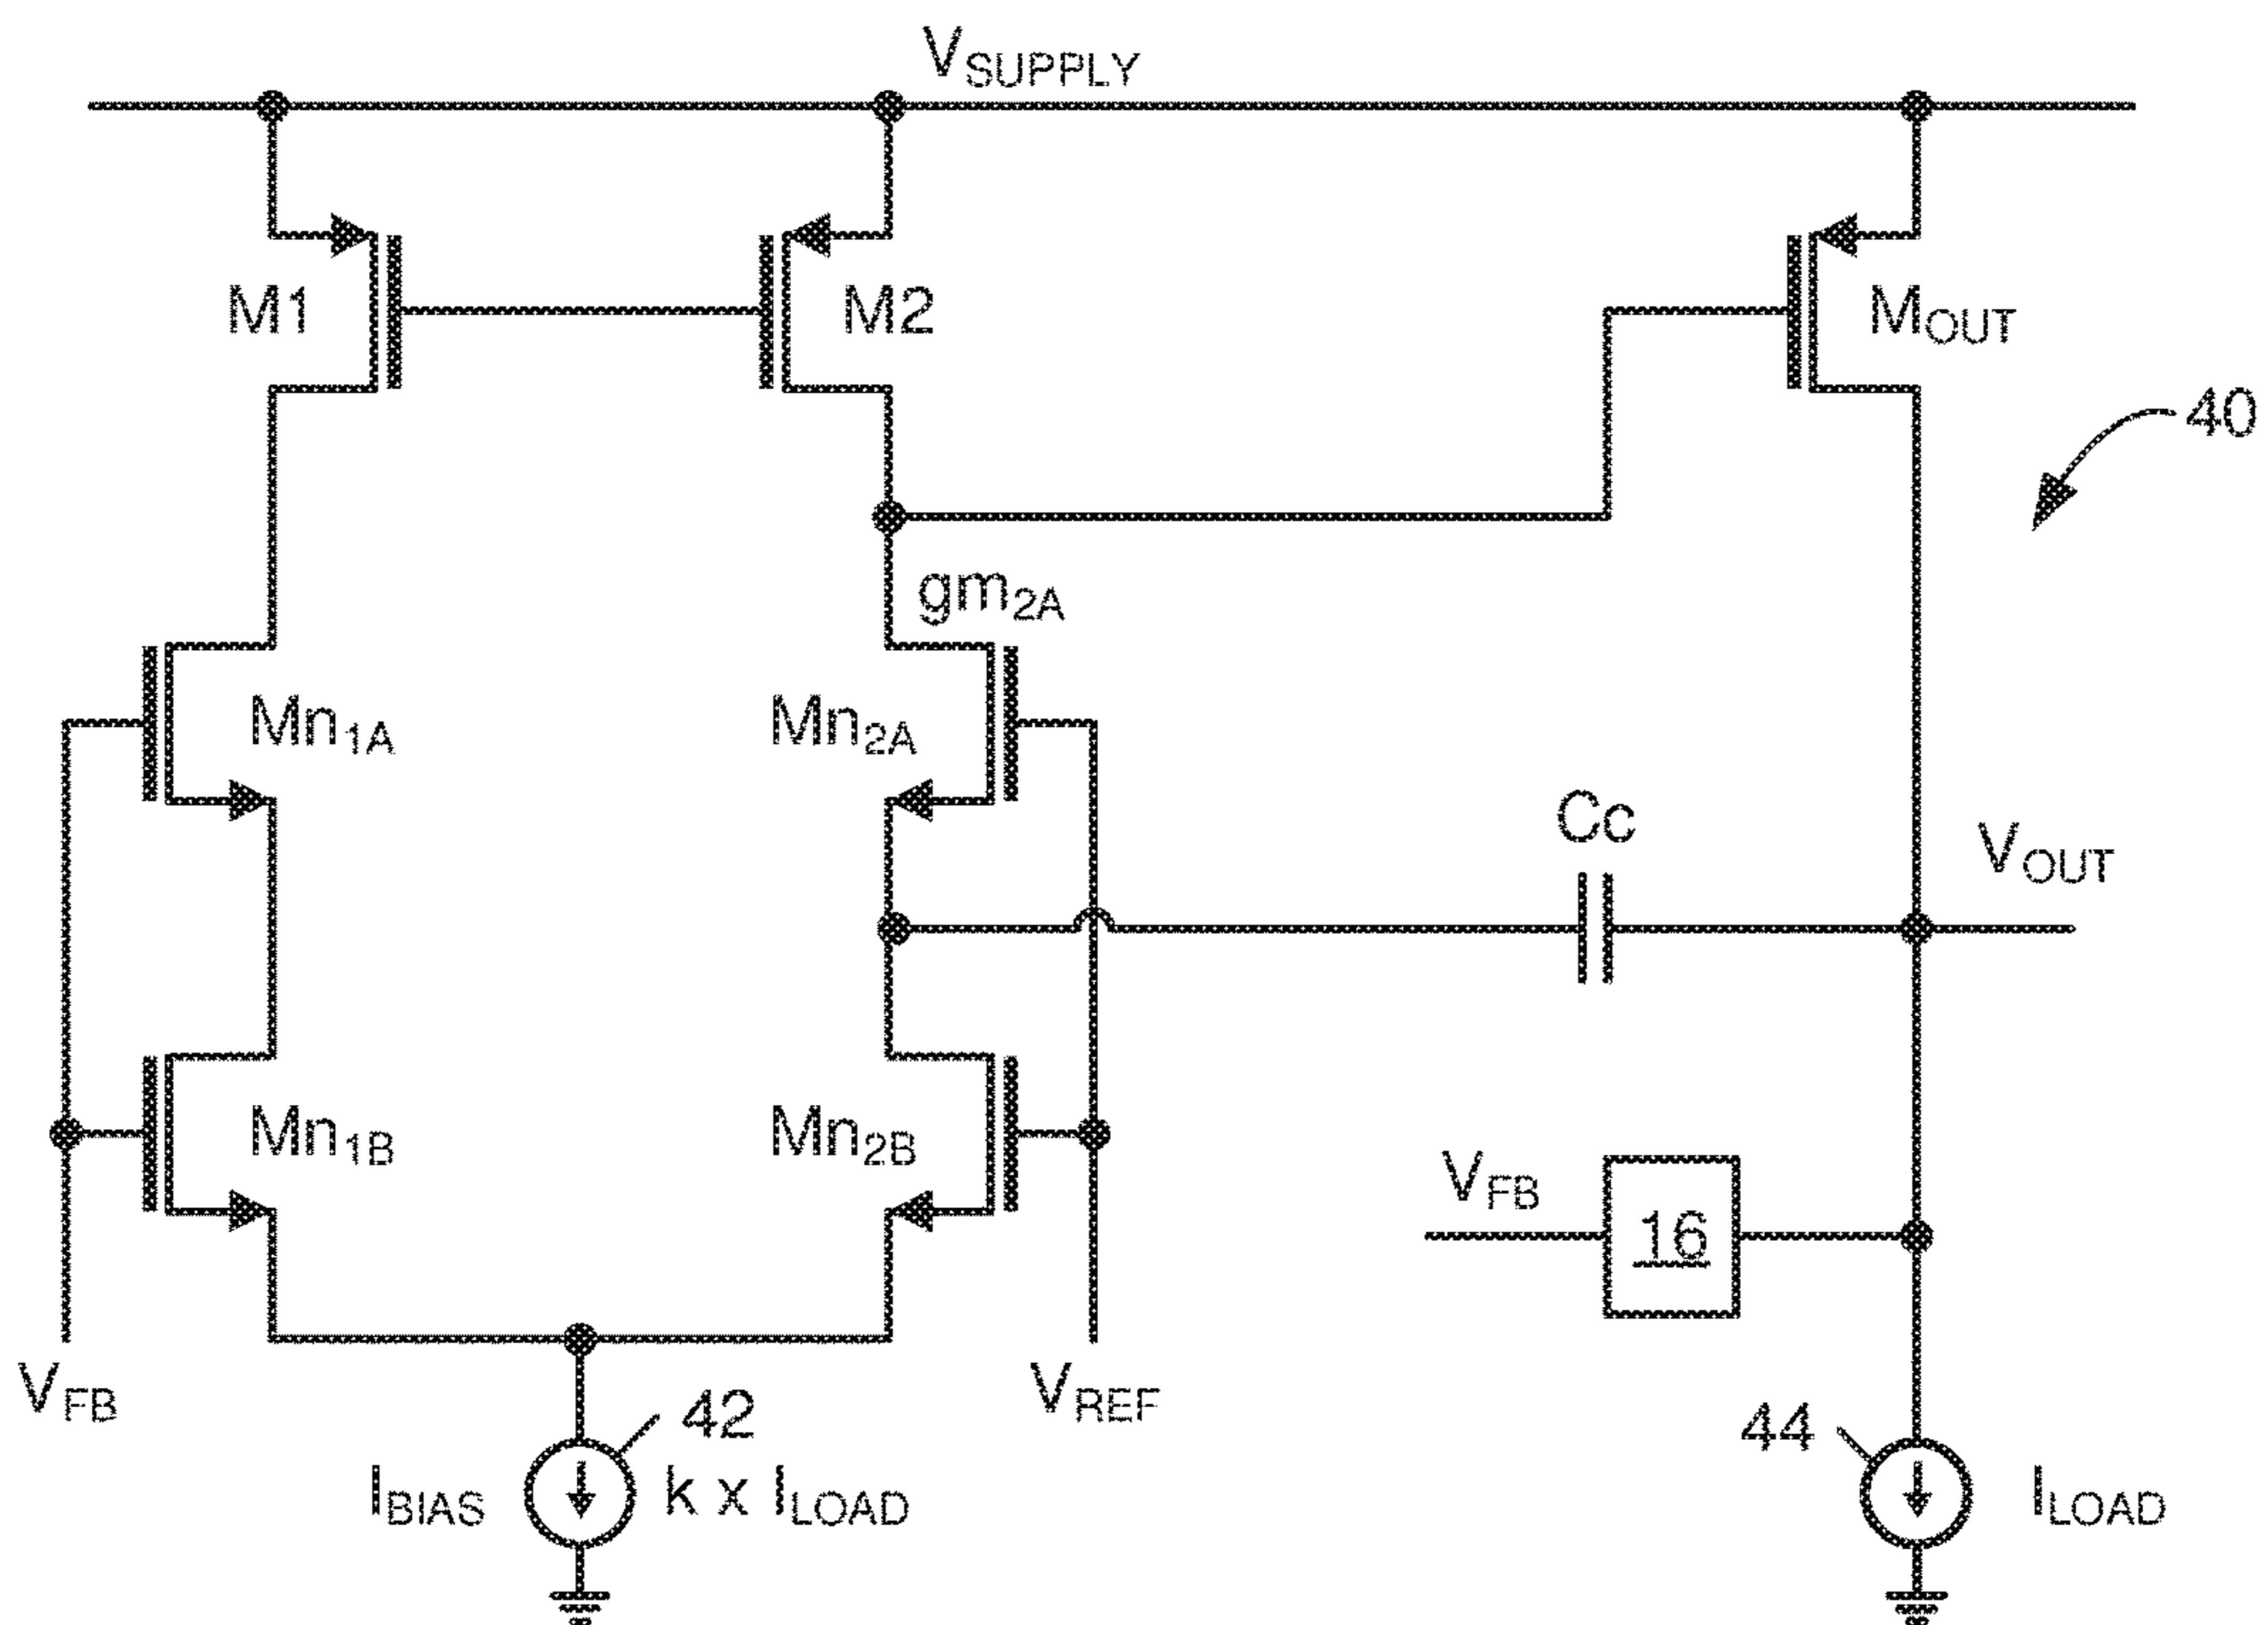 VSUPPLY
M1
M2
MOUT
40
gm2A
Mn1A
Mn2A
Cc
VOUT
Mn1B
Mn2B
VFB
16
VFB
VREF
42
44
IBIAS
k x ILOAD
ILOAD